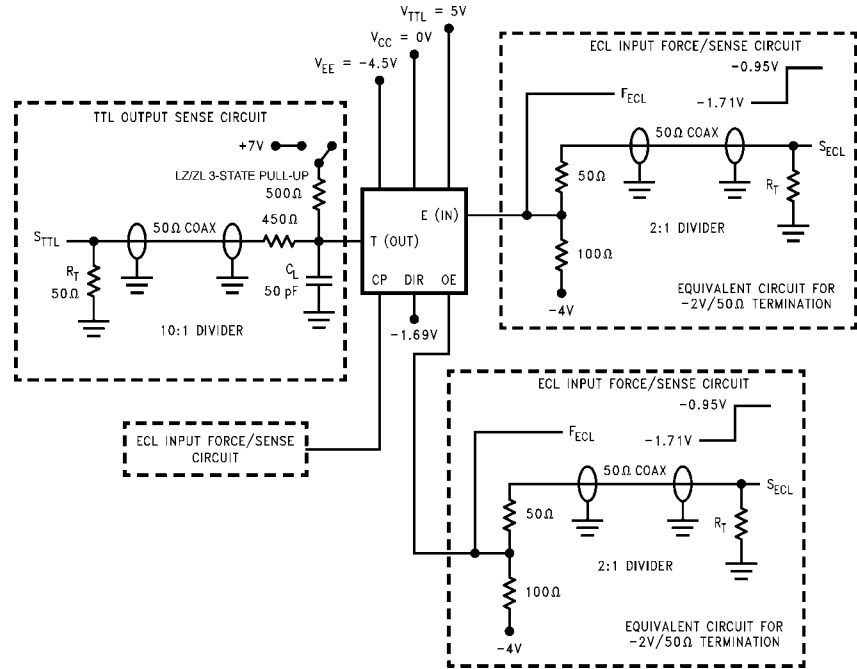 V_TTL = 5V
V_CC = 0V
V_EE = -4.5V
TTL OUTPUT SENSE CIRCUIT
+7V
LZ/ZL 3-STATE PULL-UP
500Ω
450Ω
50Ω COAX
S_TTL
R_T
50Ω
C_L
50 pF
10:1 DIVIDER
E (IN)
T (OUT)
CP DIR OE
-1.69V
ECL INPUT FORCE/SENSE CIRCUIT
-0.95V
F_ECL
-1.71V
50Ω COAX
S_ECL
50Ω
R_T
2:1 DIVIDER
100Ω
EQUIVALENT CIRCUIT FOR
-2V/50Ω TERMINATION
-4V
ECL INPUT FORCE/SENSE
CIRCUIT
ECL INPUT FORCE/SENSE CIRCUIT
-0.95V
F_ECL
-1.71V
50Ω COAX
S_ECL
50Ω
R_T
2:1 DIVIDER
100Ω
EQUIVALENT CIRCUIT FOR
-2V/50Ω TERMINATION
-4V